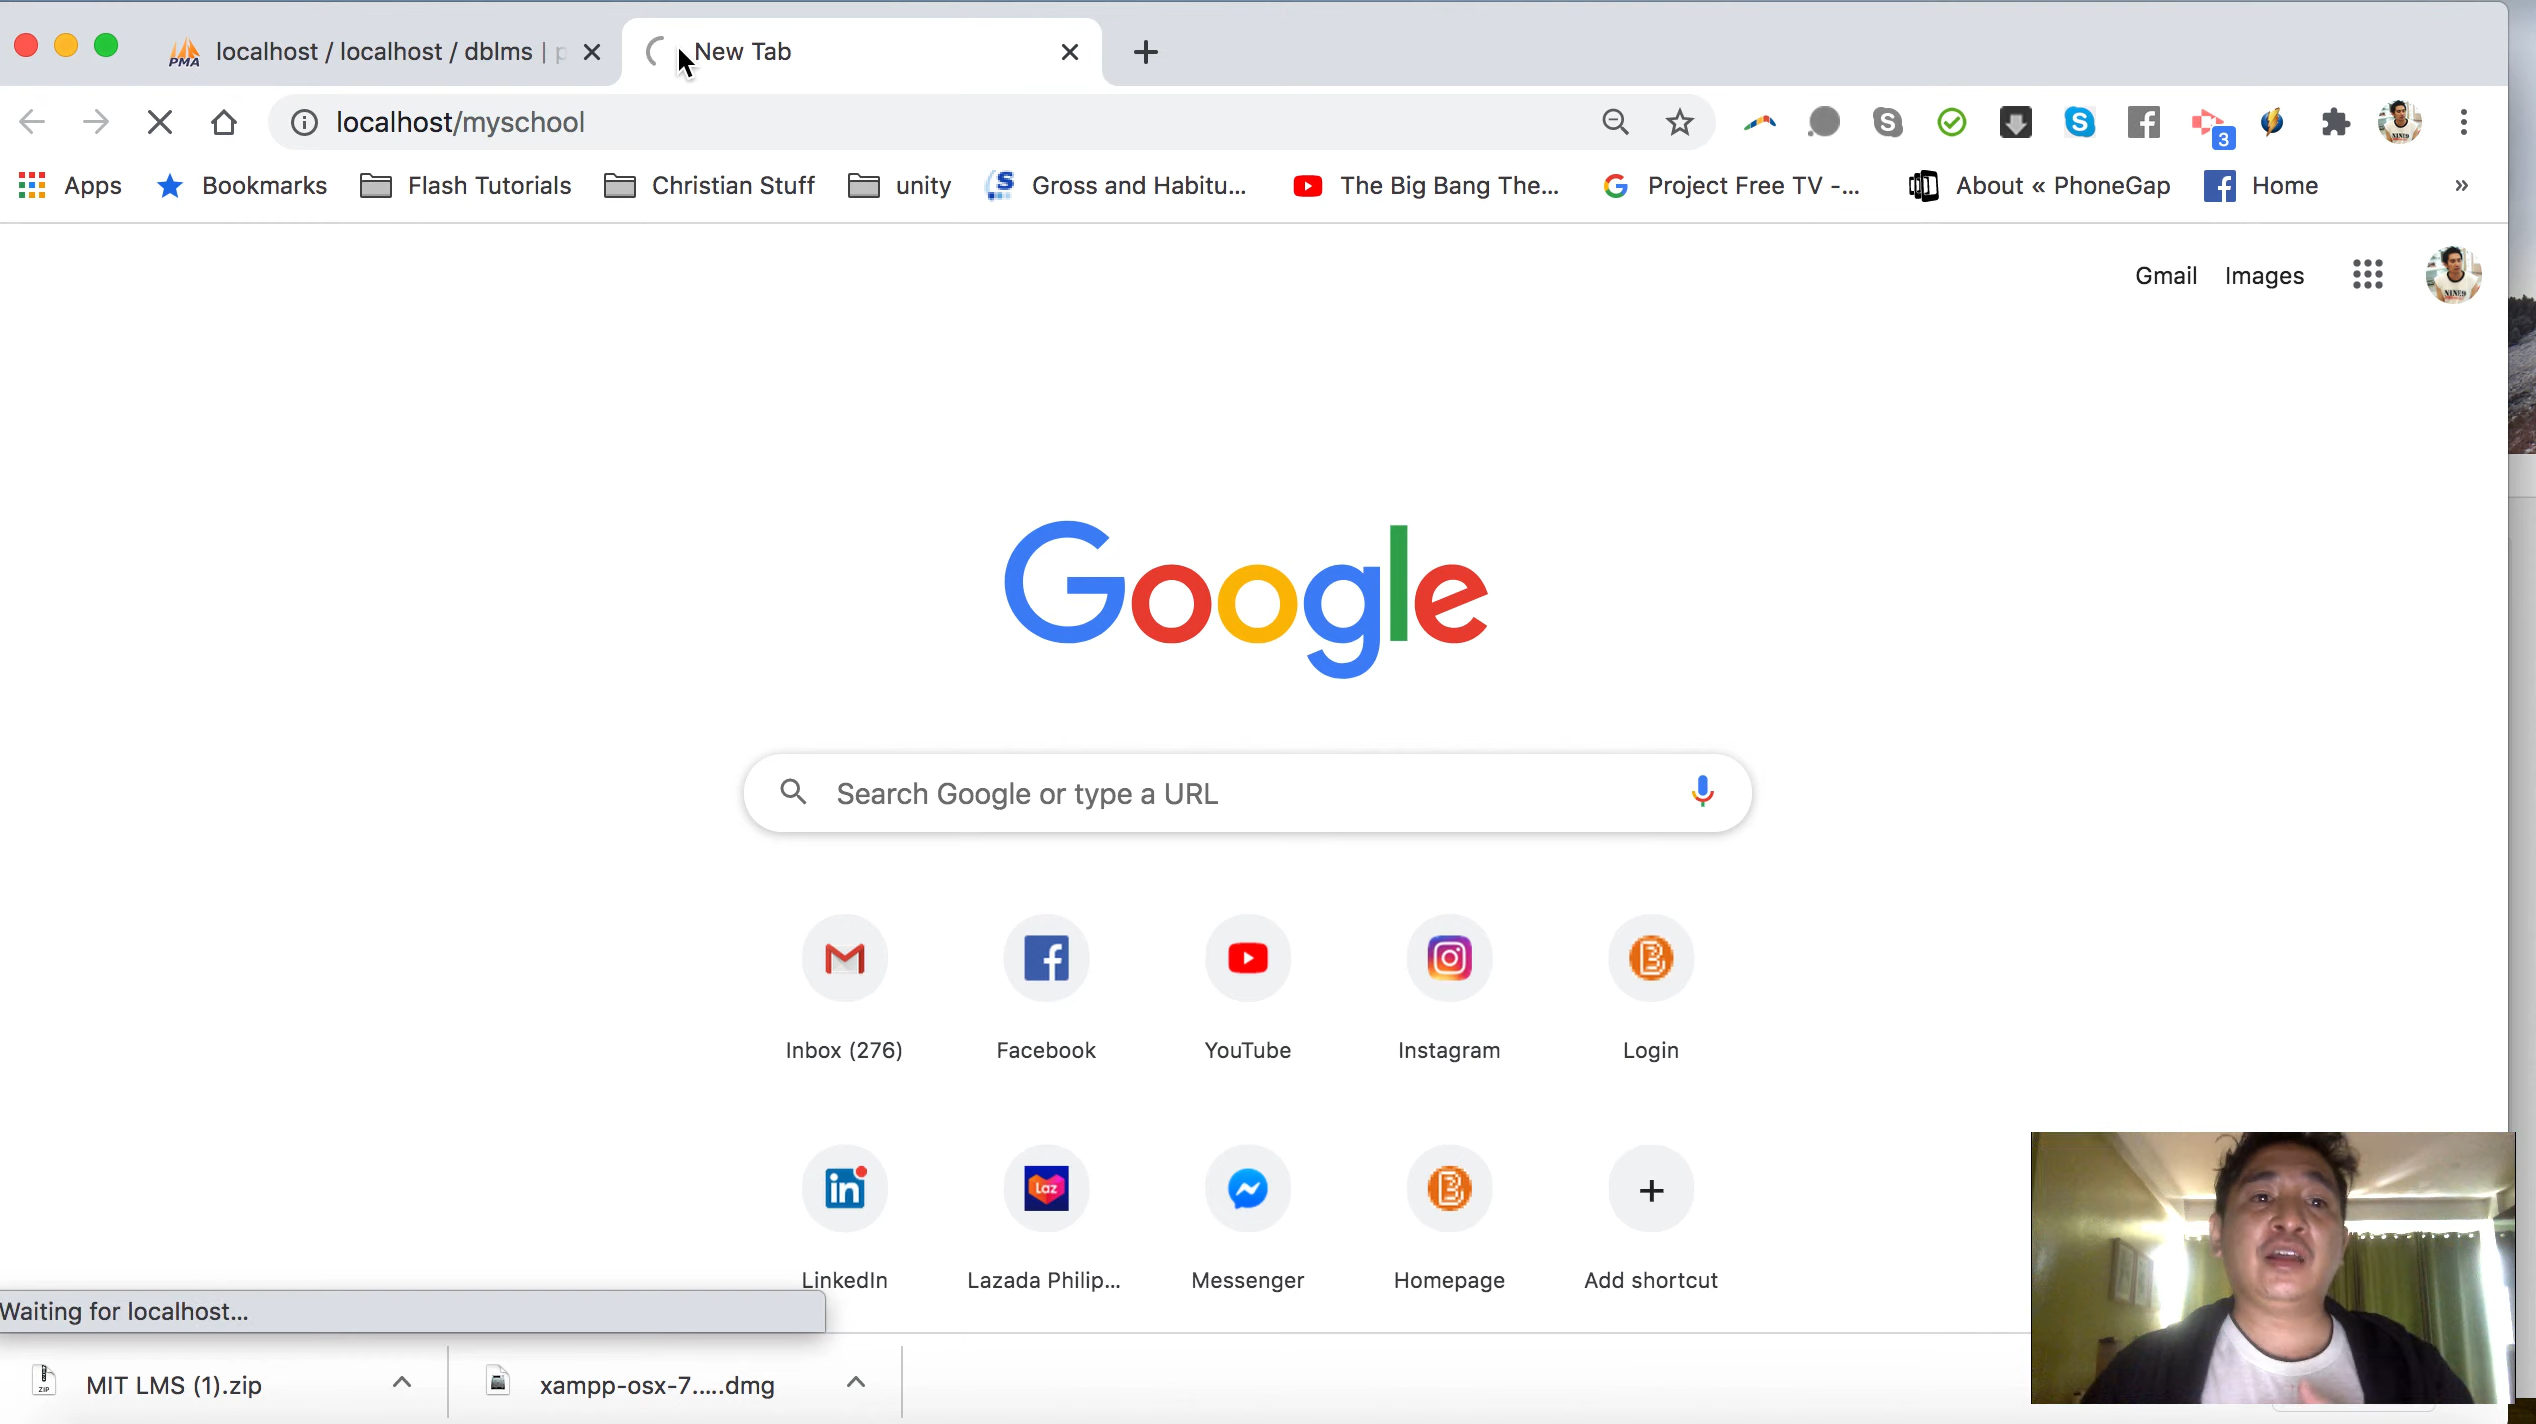 PMA localhost / localhost / dblms |
New Tab
localhost/myschool
3
Apps Bookmarks Flash Tutorials Christian Stuff unity Gross and Habitu... The Big Bang The... Project Free TV -... About « PhoneGap Home »
Gmail Images
Google
Search Google or type a URL
Inbox (276) Facebook YouTube Instagram Login
LinkedIn Lazada Philip... Messenger Homepage Add shortcut
Waiting for localhost...
MIT LMS (1).zip xampp-osx-7.....dmg